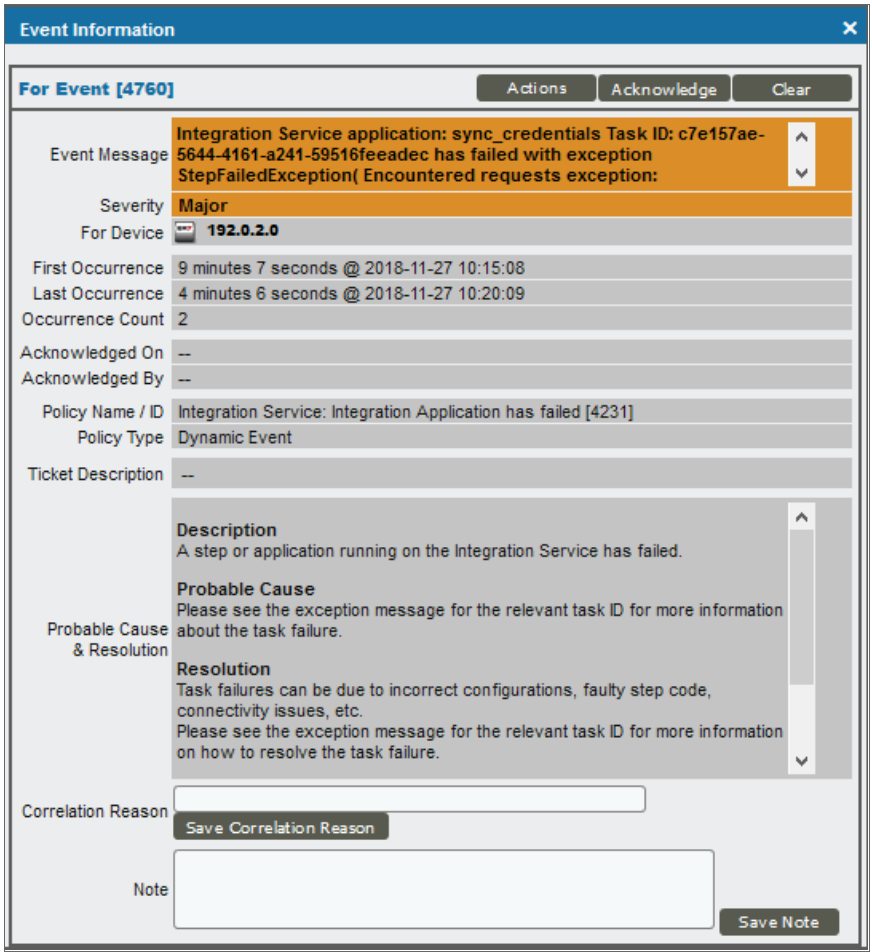 Event Information
For Event [4760]
Actions
Acknowledge
Clear
Event Message
Integration Service application: sync_credentials Task ID: c7e157ae-
5644-4161-a241-59516feeadec has failed with exception
StepFailedException( Encountered requests exception:
Severity Major
For Device 192.0.2.0
First Occurrence 9 minutes 7 seconds @ 2018-11-27 10:15:08
Last Occurrence 4 minutes 6 seconds @ 2018-11-27 10:20:09
Occurrence Count 2
Acknowledged On --
Acknowledged By --
Policy Name / ID Integration Service: Integration Application has failed [4231]
Policy Type Dynamic Event
Ticket Description --
Probable Cause
& Resolution
Description
A step or application running on the Integration Service has failed.
Probable Cause
Please see the exception message for the relevant task ID for more information
about the task failure.
Resolution
Task failures can be due to incorrect configurations, faulty step code,
connectivity issues, etc.
Please see the exception message for the relevant task ID for more information
on how to resolve the task failure.
Correlation Reason
Save Correlation Reason
Note
Save Note